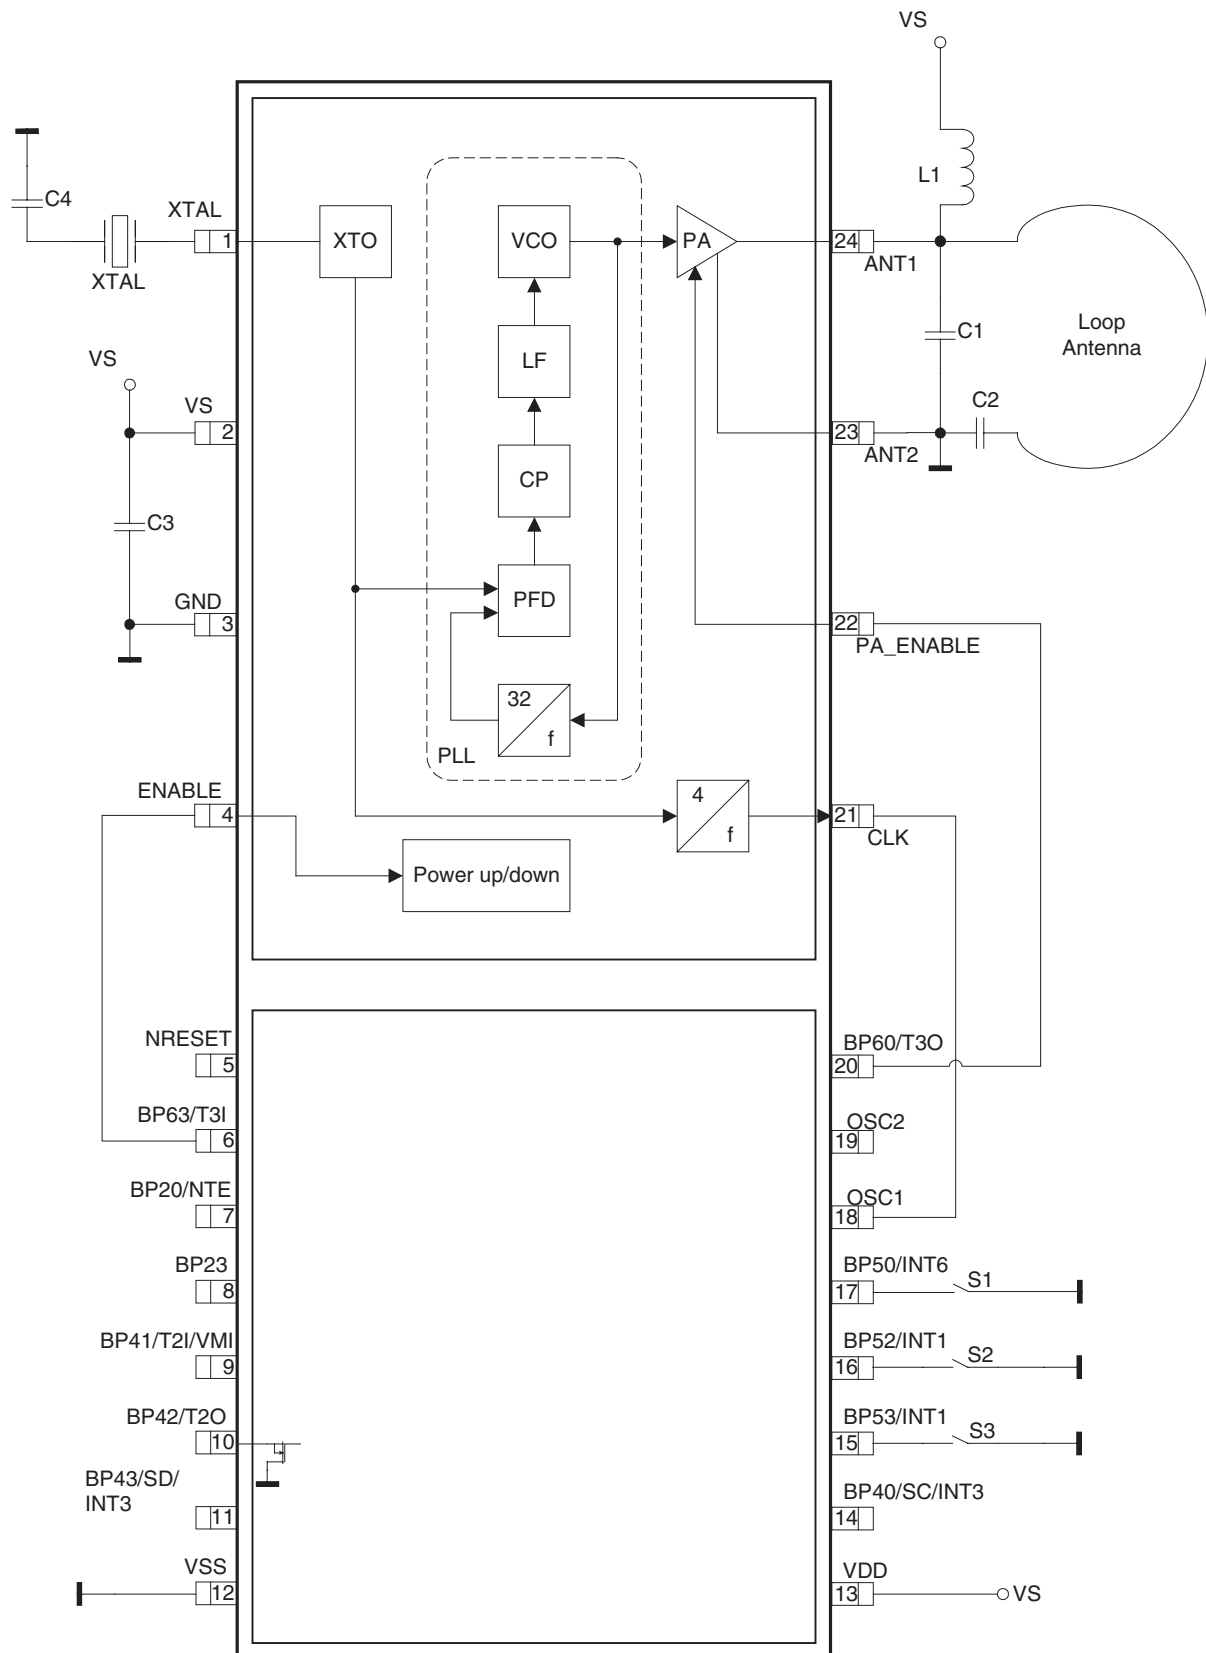 VS
L1
C4
XTAL
1
XTAL
XTO
VCO
PA
24
ANT1
C1
Loop
Antenna
VS
VS
2
LF
C2
23
ANT2
C3
CP
GND
3
PFD
22
PA_ENABLE
32
f
PLL
ENABLE
4
4
f
21
CLK
Power up/down
NRESET
5
BP60/T3O
20
BP63/T3I
6
OSC2
19
BP20/NTE
7
OSC1
18
BP23
8
BP50/INT6
17
S1
BP41/T2I/VMI
9
BP52/INT1
16
S2
BP42/T2O
10
BP53/INT1
15
S3
BP43/SD/
INT3
11
BP40/SC/INT3
14
VSS
12
VDD
13
VS